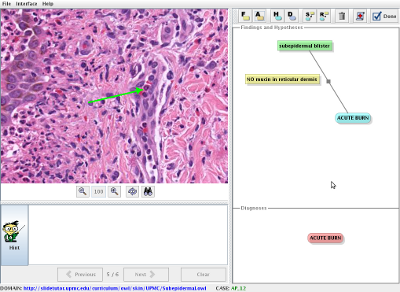 File Interface Help
F A H D S R Done
Findings and Hypotheses
subepidermal blister
NO mucin in reticular dermis
ACUTE BURN
100
Diagnoses
ACUTE BURN
Hint
Previous 5 / 6 Next Clear
DOMAIN: http://slidetutor.upmc.edu/curriculum/owl/skin/UPMC/Subepidermal.owl CASE: AP_12